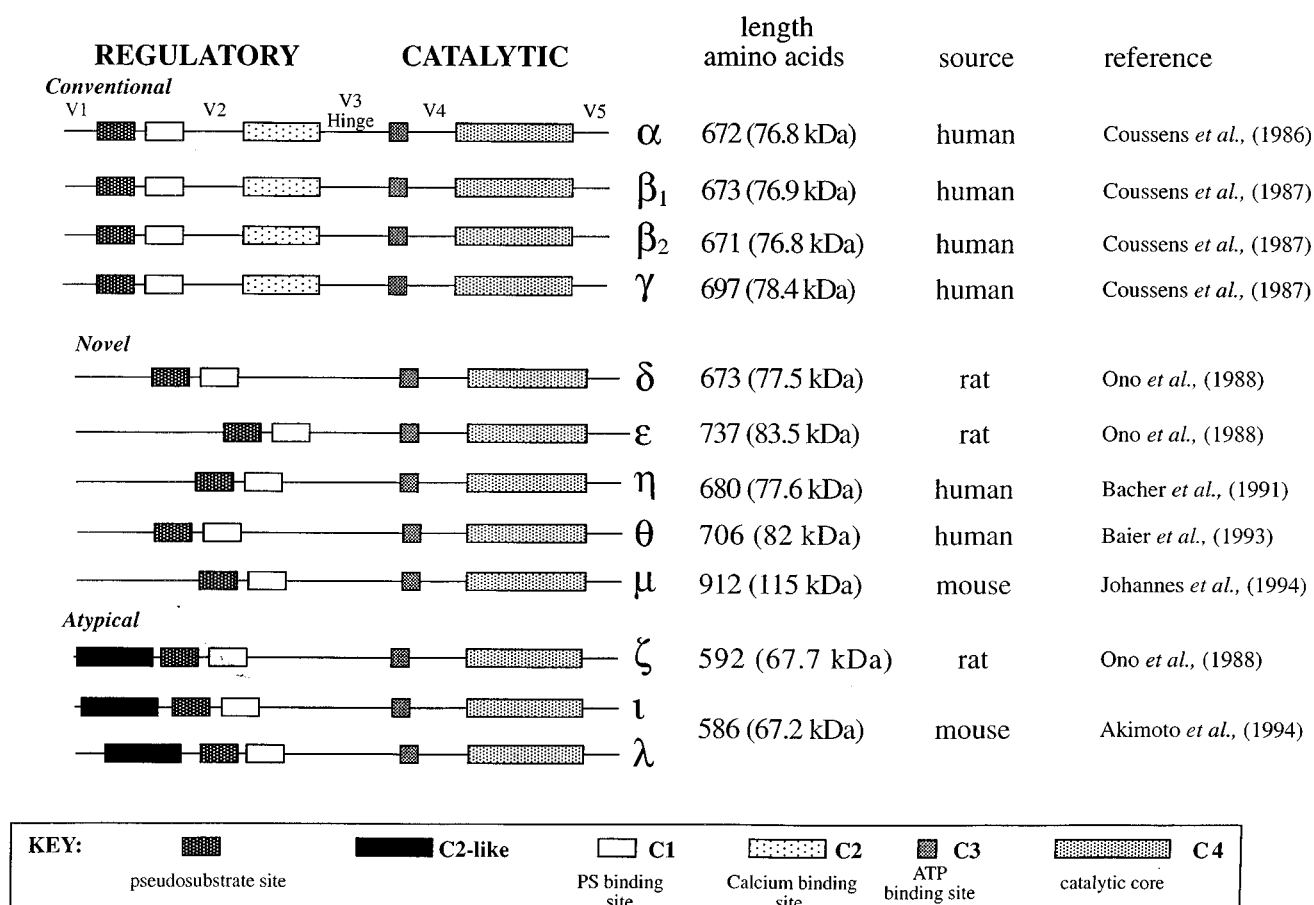 length
REGULATORY CATALYTIC amino acids source reference
Conventional
V1 V2 V3 V4 V5
Hinge
α 672 (76.8 kDa) human Coussens et al., (1986
β1 673 (76.9 kDa) human Coussens et al., (1987)
β2 671 (76.8 kDa) human Coussens et al., (1987)
γ 697 (78.4 kDa) human Coussens et al., (1987)
Novel
δ 673 (77.5 kDa) rat Ono et al., (1988)
ε 737 (83.5 kDa) rat Ono et al., (1988)
η 680 (77.6 kDa) human Bacher et al., (1991)
θ 706 (82 kDa) human Baier et al., (1993)
μ 912 (115 kDa) mouse Johannes et al., (1994)
Atypical
ζ 592 (67.7 kDa) rat Ono et al., (1988)
ι
586 (67.2 kDa) mouse Akimoto et al., (1994)
λ
KEY: C2-like C1 C2 C3 C4
pseudosubstrate site PS binding site Calcium binding site ATP binding site catalytic core